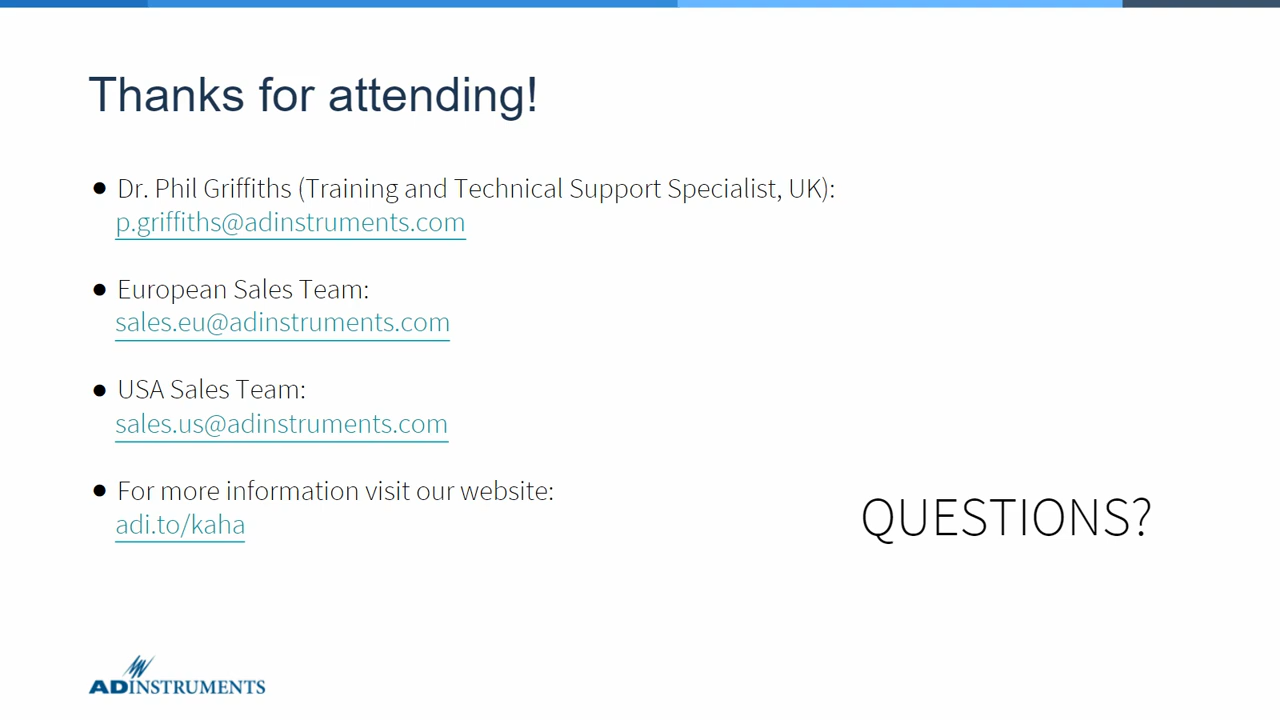 Thanks for attending!
● Dr. Phil Griffiths (Training and Technical Support Specialist, UK):
p.griffiths@adinstruments.com
● European Sales Team:
sales.eu@adinstruments.com
● USA Sales Team:
sales.us@adinstruments.com
● For more information visit our website:
adi.to/kaha
QUESTIONS?
ADINSTRUMENTS